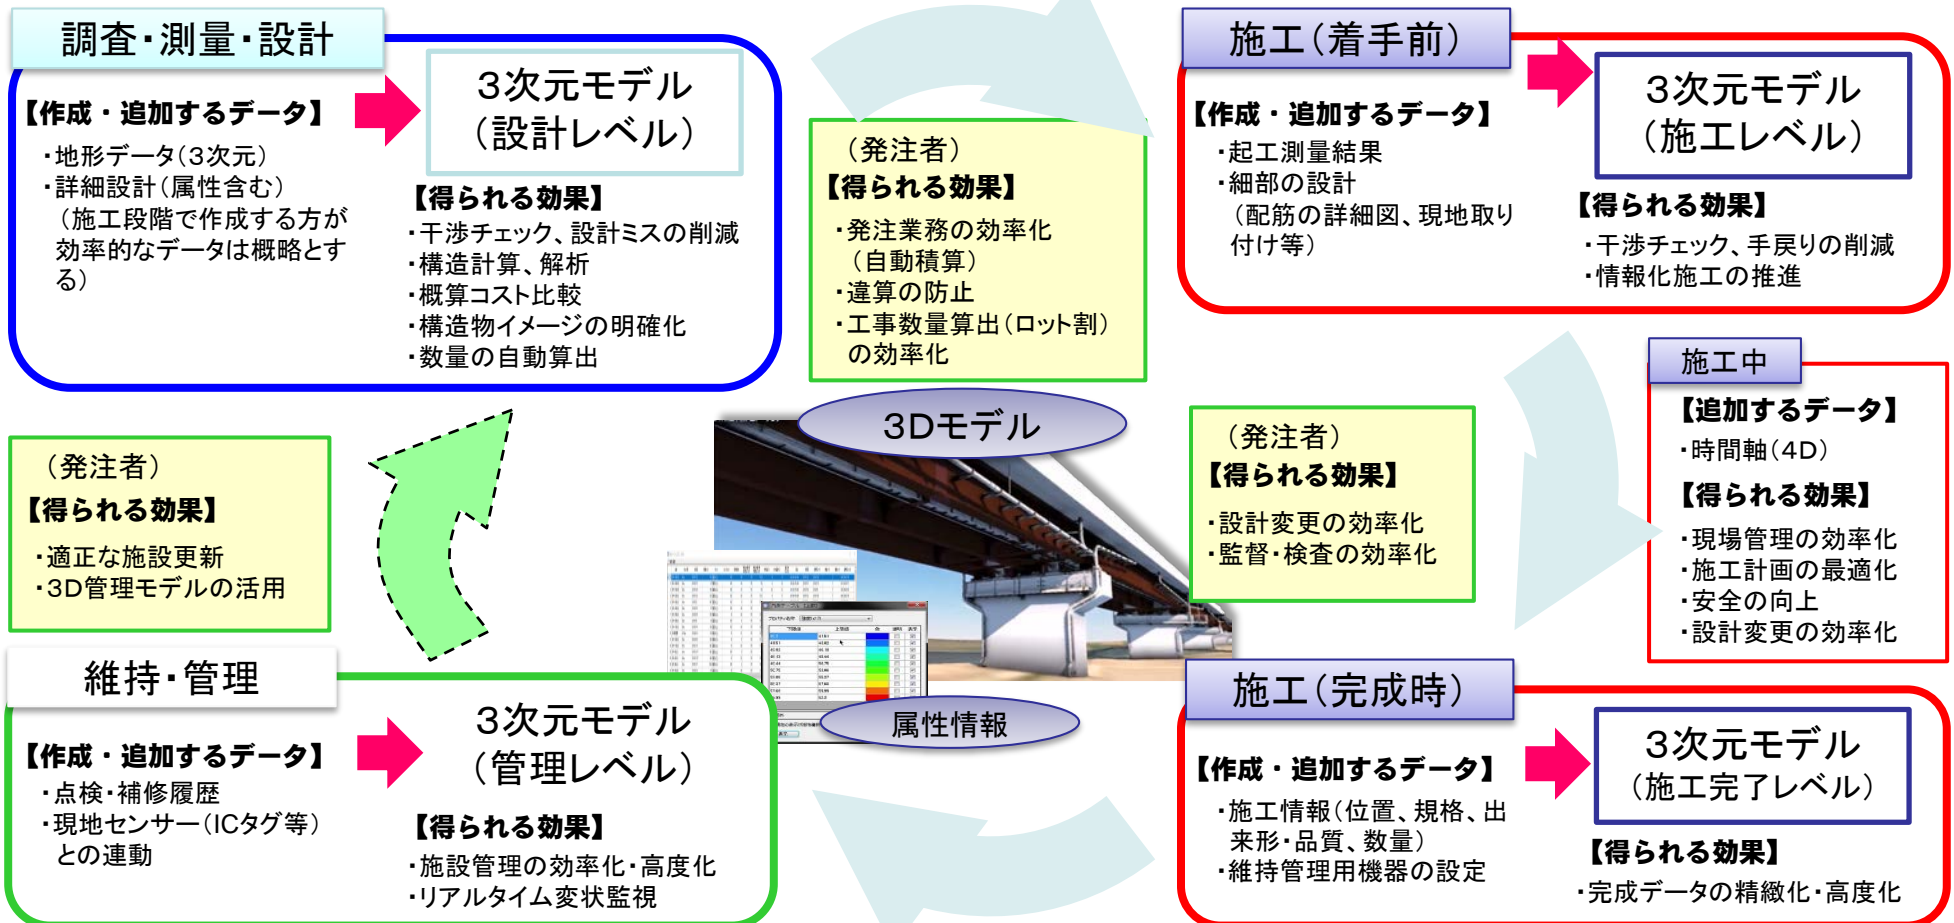 調査・測量・設計
【作成・追加するデータ】
・地形データ(3次元)
・詳細設計(属性含む)
(施工段階で作成する方が
効率的なデータは概略とす
る)
3次元モデル
(設計レベル)
【得られる効果】
・干渉チェック、設計ミスの削減
・構造計算、解析
・概算コスト比較
・構造物イメージの明確化
・数量の自動算出
(発注者)
【得られる効果】
・発注業務の効率化
(自動積算)
・違算の防止
・工事数量算出(ロット割)
の効率化
施工(着手前)
【作成・追加するデータ】
・起工測量結果
・細部の設計
(配筋の詳細図、現地取り
付け等)
3次元モデル
(施工レベル)
【得られる効果】
・干渉チェック、手戻りの削減
・情報化施工の推進
施工中
【追加するデータ】
・時間軸(4D)
【得られる効果】
・現場管理の効率化
・施工計画の最適化
・安全の向上
・設計変更の効率化
(発注者)
【得られる効果】
・設計変更の効率化
・監督・検査の効率化
3Dモデル
属性情報
(発注者)
【得られる効果】
・適正な施設更新
・3D管理モデルの活用
維持・管理
【作成・追加するデータ】
・点検・補修履歴
・現地センサー(ICタグ等)
との連動
3次元モデル
(管理レベル)
【得られる効果】
・施設管理の効率化・高度化
・リアルタイム変状監視
施工(完成時)
【作成・追加するデータ】
・施工情報(位置、規格、出
来形・品質、数量)
・維持管理用機器の設定
3次元モデル
(施工完了レベル)
【得られる効果】
・完成データの精緻化・高度化